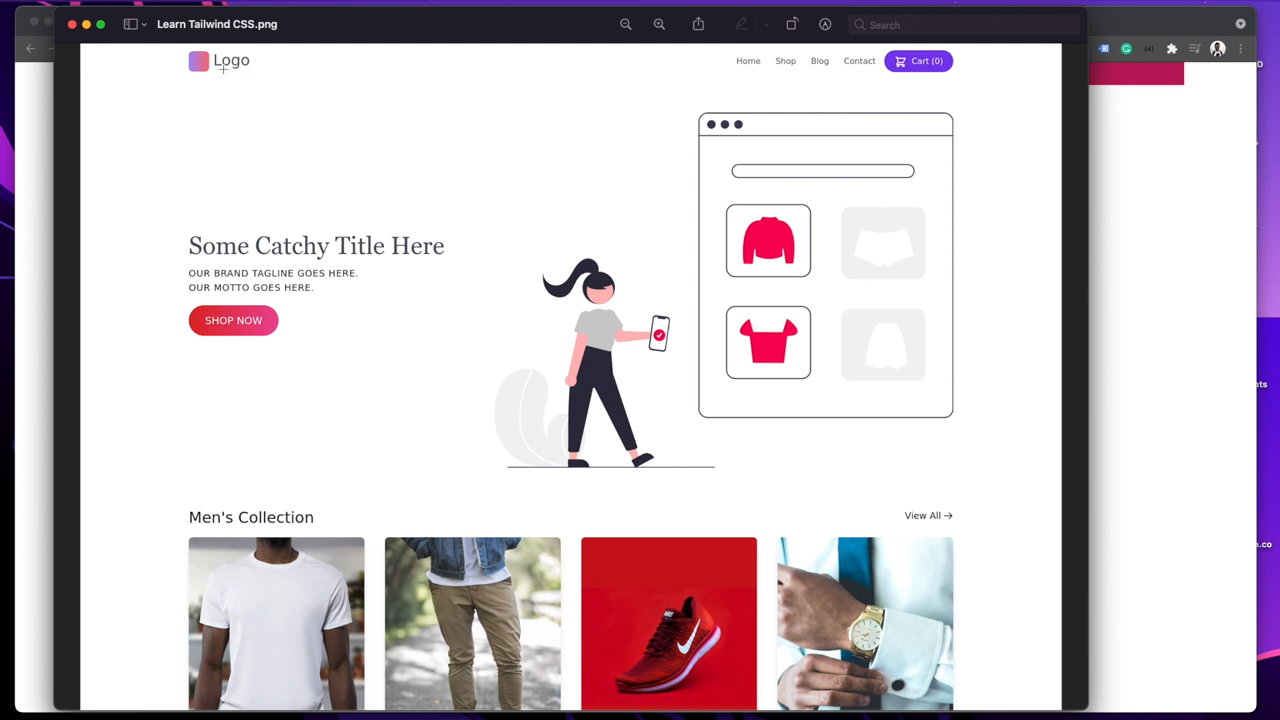 Learn Tailwind CSS.png
Search
Logo
Home
Shop
Blog
Contact
Cart (0)
Some Catchy Title Here
OUR BRAND TAGLINE GOES HERE.
OUR MOTTO GOES HERE.
SHOP NOW
Men's Collection
View All